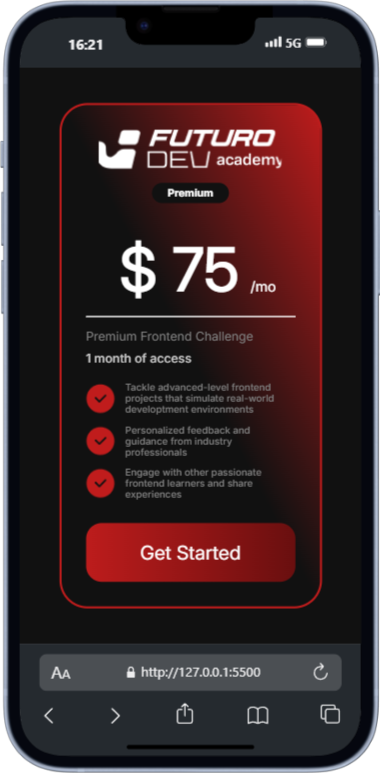 16:21
5G
FUTURO
DEV academy
Premium
$ 75 /mo
Premium Frontend Challenge
1 month of access
Tackle advanced-level frontend
projects that simulate real-world
developtment environments
Personalized feedback and
guidance from industry
professionals
Engage with other passionate
frontend learners and share
experiences
Get Started
AA
http://127.0.0.1:5500